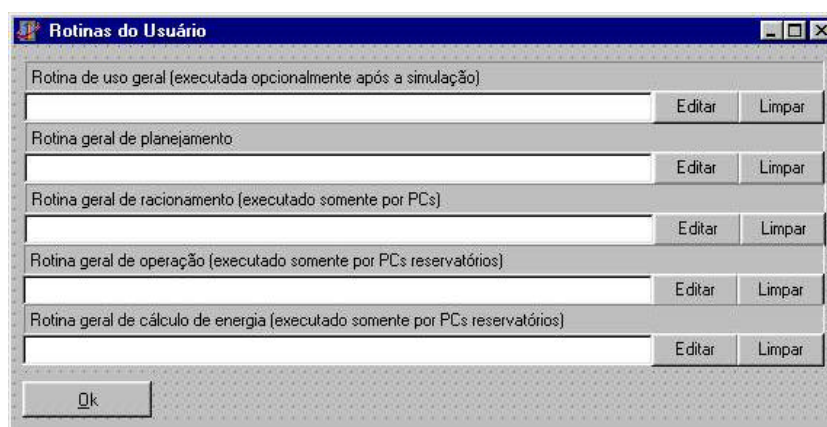 Rotinas do Usuário
Rotina de uso geral (executada opcionalmente após a simulação)
Editar Limpar
Rotina geral de planejamento
Editar Limpar
Rotina geral de racionamento (executado somente por PCs)
Editar Limpar
Rotina geral de operação (executado somente por PCs reservatórios)
Editar Limpar
Rotina geral de cálculo de energia (executado somente por PCs reservatórios)
Editar Limpar
Ok